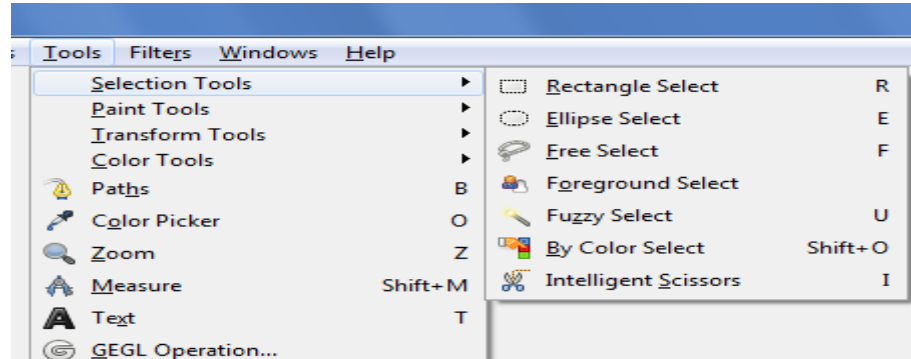 Tools Filters Windows Help
Selection Tools
Paint Tools
Transform Tools
Color Tools
Paths B
Color Picker O
Zoom Z
Measure Shift+M
Text T
GEGL Operation...
Rectangle Select R
Ellipse Select E
Free Select F
Foreground Select
Fuzzy Select U
By Color Select Shift+O
Intelligent Scissors I